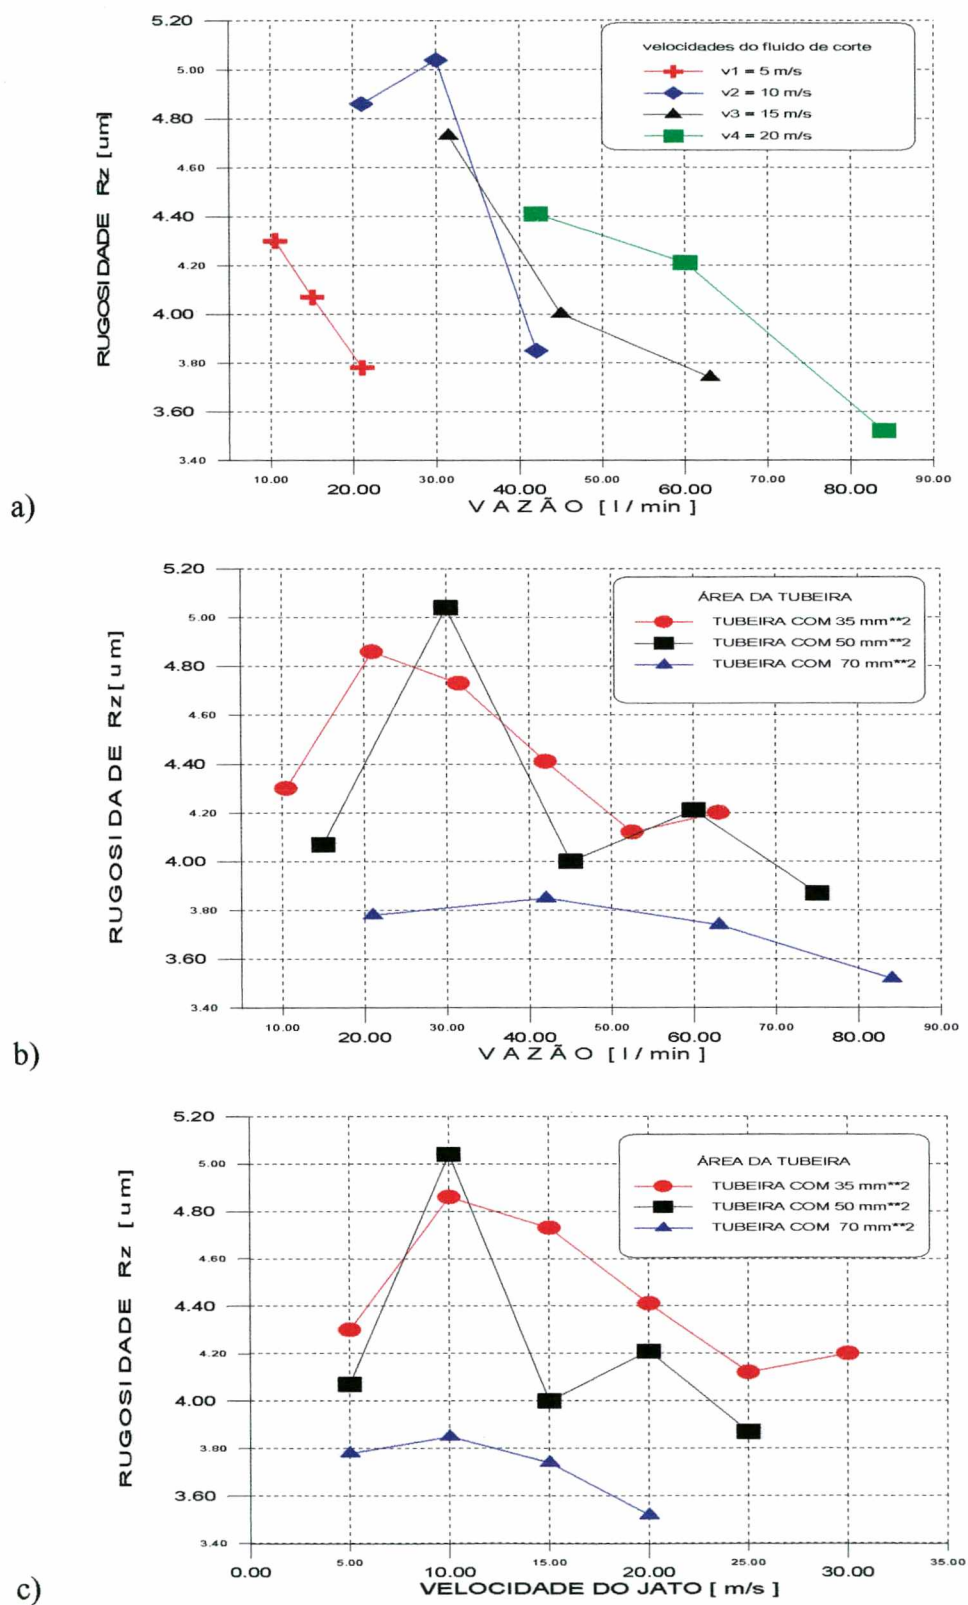 5.20
5.00
4.80
4.60
4.40
4.20
4.00
3.80
3.60
3.40
RUGOSIDADE Rz [um]
velocidades do fluido de corte
v1 = 5 m/s
v2 = 10 m/s
v3 = 15 m/s
v4 = 20 m/s
10.00 20.00 30.00 40.00 50.00 60.00 70.00 80.00 90.00
VAZÃO [ l / min ]
a)
5.20
5.00
4.80
4.60
4.40
4.20
4.00
3.80
3.60
3.40
RUGOSIDADE Rz [um]
ÁREA DA TUBEIRA
TUBEIRA COM 35 mm**2
TUBEIRA COM 50 mm**2
TUBEIRA COM 70 mm**2
10.00 20.00 30.00 40.00 50.00 60.00 70.00 80.00 90.00
VAZÃO [ l / min ]
b)
5.20
5.00
4.80
4.60
4.40
4.20
4.00
3.80
3.60
3.40
RUGOSIDADE Rz [um]
ÁREA DA TUBEIRA
TUBEIRA COM 35 mm**2
TUBEIRA COM 50 mm**2
TUBEIRA COM 70 mm**2
0.00 5.00 10.00 15.00 20.00 25.00 30.00 35.00
VELOCIDADE DO JATO [ m/s ]
c)